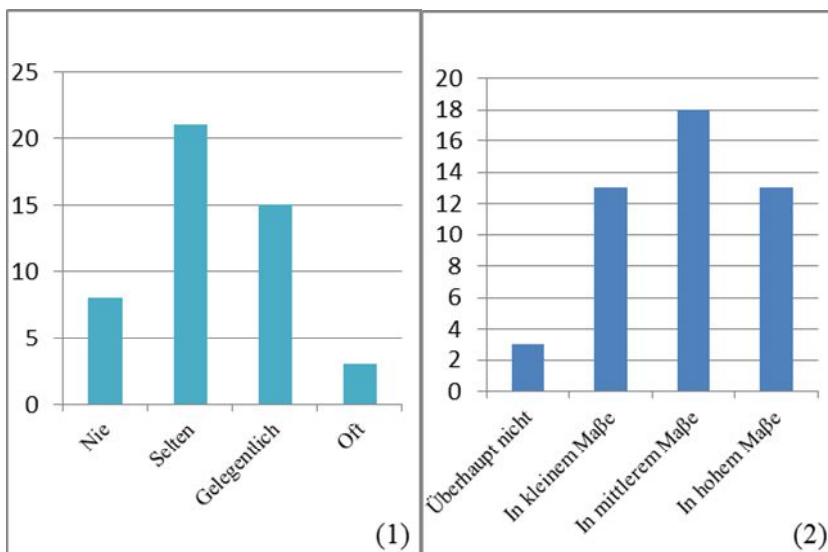 25
20
15
10
5
0
Nie
Selten
Gelegentlich
Oft
(1)
20
18
16
14
12
10
8
6
4
2
0
Überhaupt nicht
In kleinem Maße
In mittlerem Maße
In hohem Maße
(2)